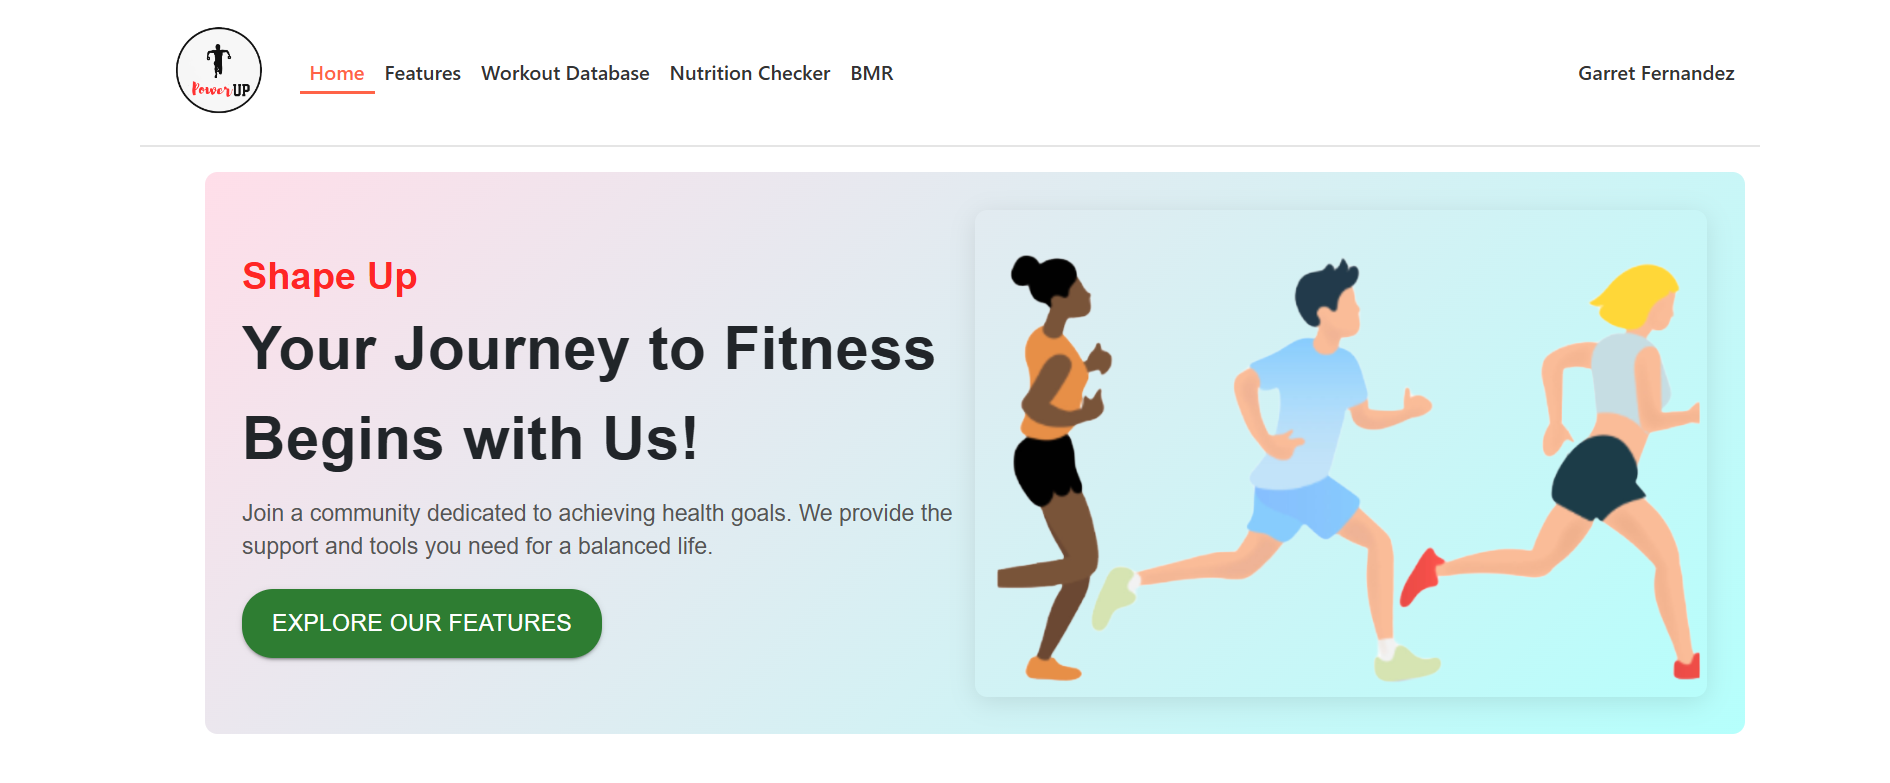 PowerUP
Home Features Workout Database Nutrition Checker BMR Garret Fernandez
Shape Up
Your Journey to Fitness
Begins with Us!
Join a community dedicated to achieving health goals. We provide the
support and tools you need for a balanced life.
EXPLORE OUR FEATURES